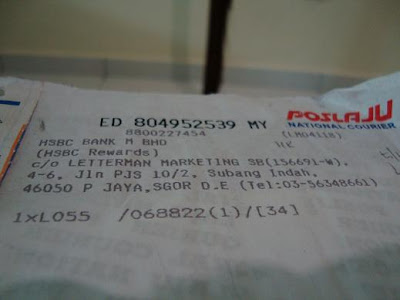 ED 804952539 MY
8800227454
POSLAJU
NATIONAL COURIER
(LM04118)
HSBC BANK M BHD
(HSBC Rewards)
c/o LETTERMAN MARKETING SB(156691-W).
4-6, Jln PJS 10/2, Subang Indah,
46050 P JAYA,SGOR D.E (Tel:03-56348661)
1xL055 /068822(1)/[34]